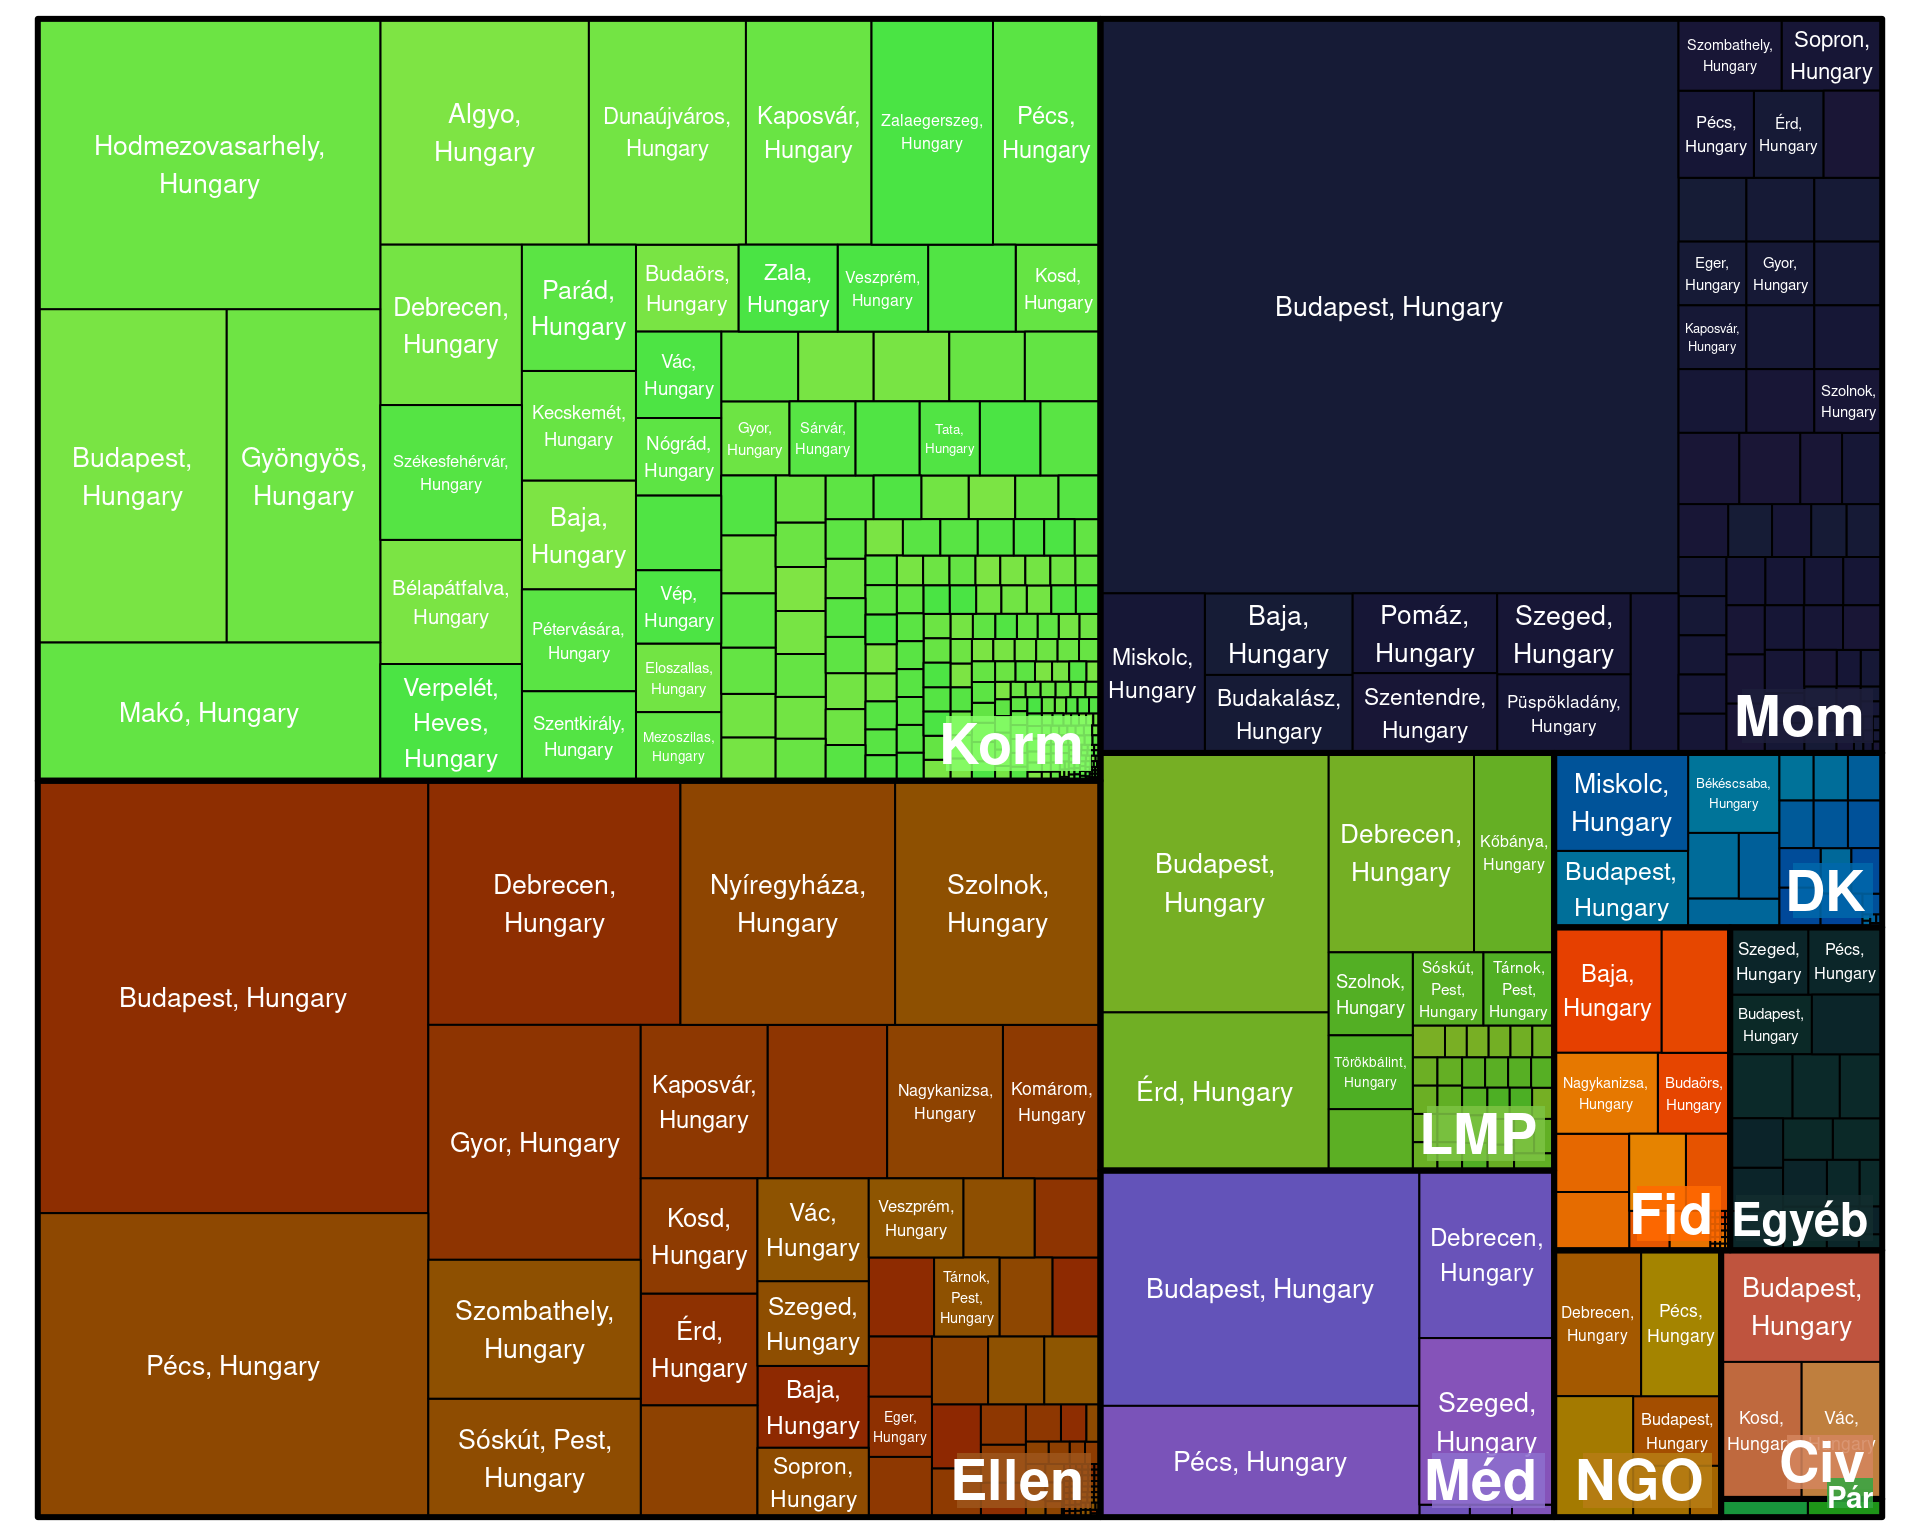 Hodmezovasarhely,
Hungary
Algyo,
Hungary
Dunaújváros,
Hungary
Kaposvár,
Hungary
Zalaegerszeg,
Hungary
Pécs,
Hungary
Budapest,
Hungary
Gyöngyös,
Hungary
Makó, Hungary
Debrecen,
Hungary
Székesfehérvár,
Hungary
Bélapátfalva,
Hungary
Verpelét,
Heves,
Hungary
Parád,
Hungary
Kecskemét,
Hungary
Baja,
Hungary
Pétervására,
Hungary
Szentkirály,
Hungary
Budaörs,
Hungary
Zala,
Hungary
Veszprém,
Hungary
Kosd,
Hungary
Vác,
Hungary
Nógrád,
Hungary
Vép,
Hungary
Eloszallas,
Hungary
Mezoszilas,
Hungary
Gyor,
Hungary
Sárvár,
Hungary
Tata,
Hungary
Korm
Budapest, Hungary
Szombathely,
Hungary
Sopron,
Hungary
Pécs,
Hungary
Érd,
Hungary
Eger,
Hungary
Gyor,
Hungary
Kaposvár,
Hungary
Szolnok,
Hungary
Miskolc,
Hungary
Baja,
Hungary
Budakalász,
Hungary
Pomáz,
Hungary
Szentendre,
Hungary
Szeged,
Hungary
Püspökladány,
Hungary
Mom
Budapest, Hungary
Pécs, Hungary
Debrecen,
Hungary
Nyíregyháza,
Hungary
Szolnok,
Hungary
Gyor, Hungary
Szombathely,
Hungary
Sóskút, Pest,
Hungary
Kaposvár,
Hungary
Nagykanizsa,
Hungary
Komárom,
Hungary
Kosd,
Hungary
Érd,
Hungary
Vác,
Hungary
Szeged,
Hungary
Baja,
Hungary
Sopron,
Hungary
Veszprém,
Hungary
Tárnok,
Pest,
Hungary
Eger,
Hungary
Ellen
Budapest,
Hungary
Érd, Hungary
Debrecen,
Hungary
Kőbánya,
Hungary
Szolnok,
Hungary
Sóskút,
Pest,
Hungary
Tárnok,
Pest,
Hungary
Törökbálint,
Hungary
LMP
Budapest, Hungary
Pécs, Hungary
Debrecen,
Hungary
Szeged,
Hungary
Méd
Miskolc,
Hungary
Budapest,
Hungary
Békéscsaba,
Hungary
DK
Baja,
Hungary
Nagykanizsa,
Hungary
Budaörs,
Hungary
Fid
Szeged,
Hungary
Pécs,
Hungary
Budapest,
Hungary
Egyéb
Debrecen,
Hungary
Pécs,
Hungary
Budapest,
Hungary
NGO
Budapest,
Hungary
Kosd,
Hungary
Vác,
Hungary
Civ
Pár